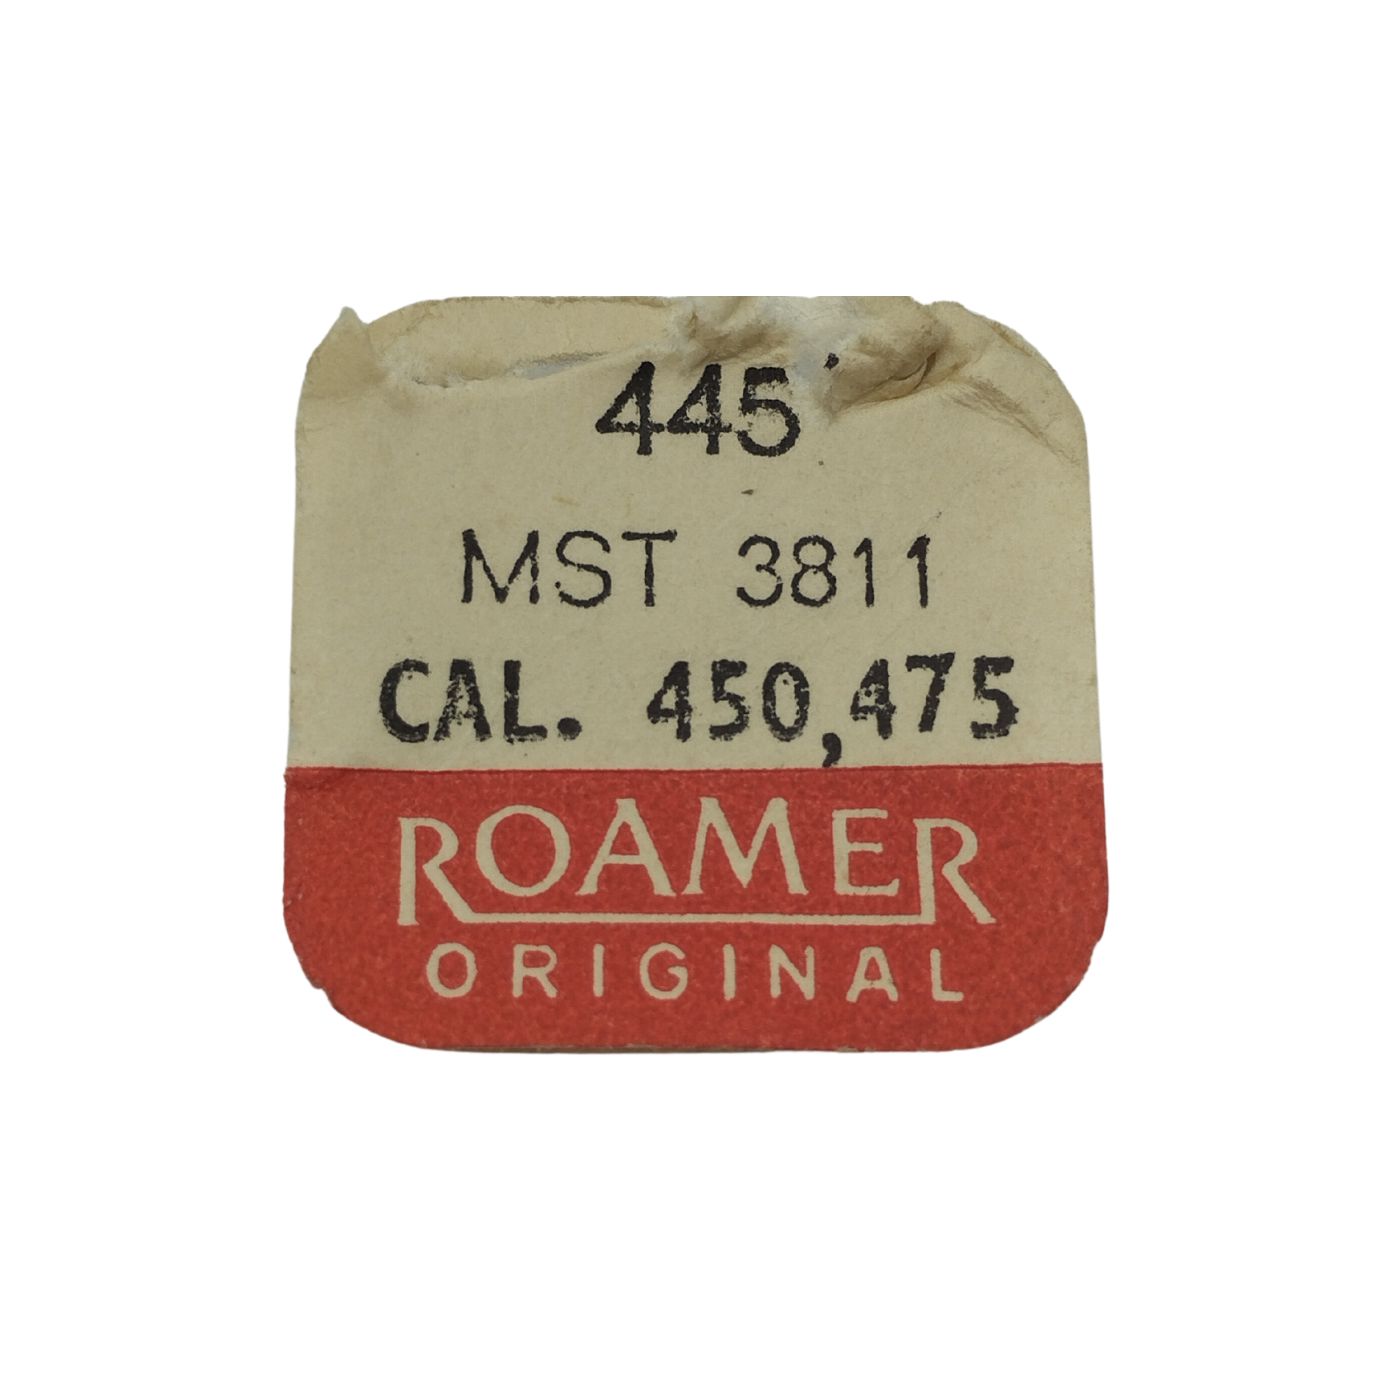 445
MST 3811
CAL. 450,475
ROAMER
ORIGINAL